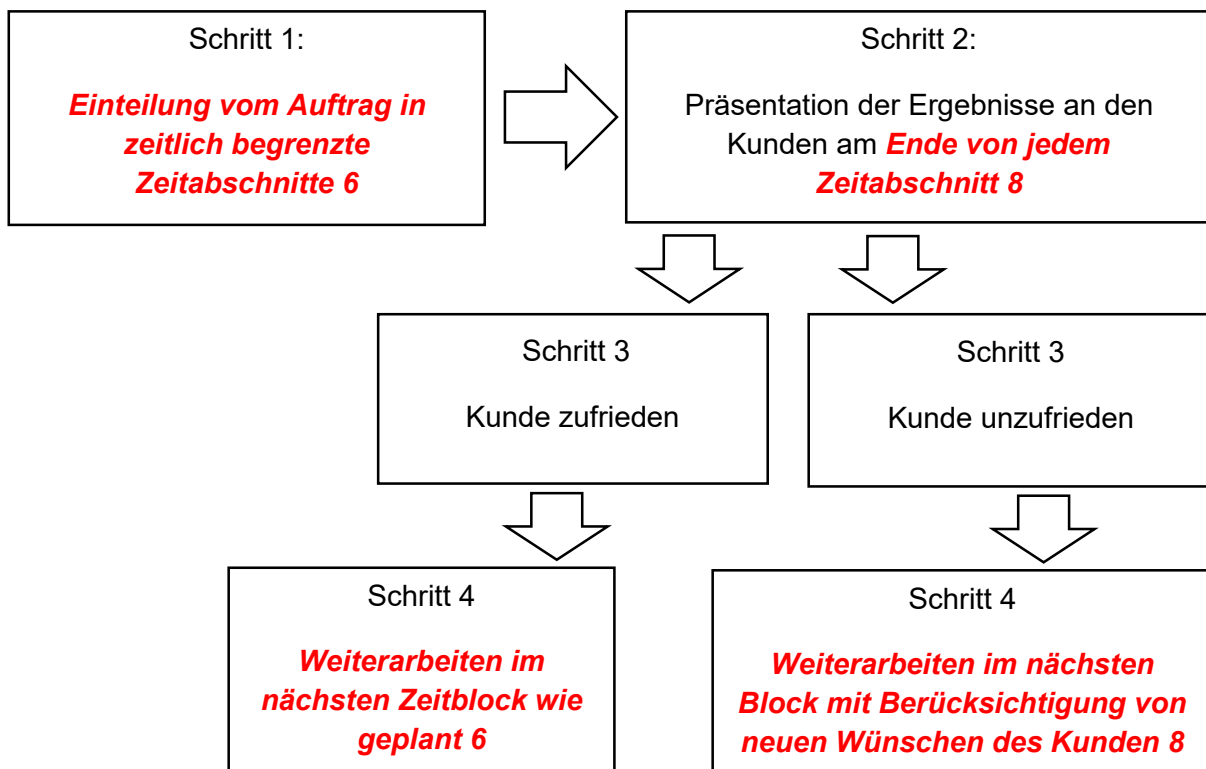 Schritt 1:
Einteilung vom Auftrag in
zeitlich begrenzte
Zeitabschnitte 6
Schritt 2:
Präsentation der Ergebnisse an den
Kunden am Ende von jedem
Zeitabschnitt 8
Schritt 3
Kunde zufrieden
Schritt 3
Kunde unzufrieden
Schritt 4
Weiterarbeiten im
nächsten Zeitblock wie
geplant 6
Schritt 4
Weiterarbeiten im nächsten
Block mit Berücksichtigung von
neuen Wünschen des Kunden 8